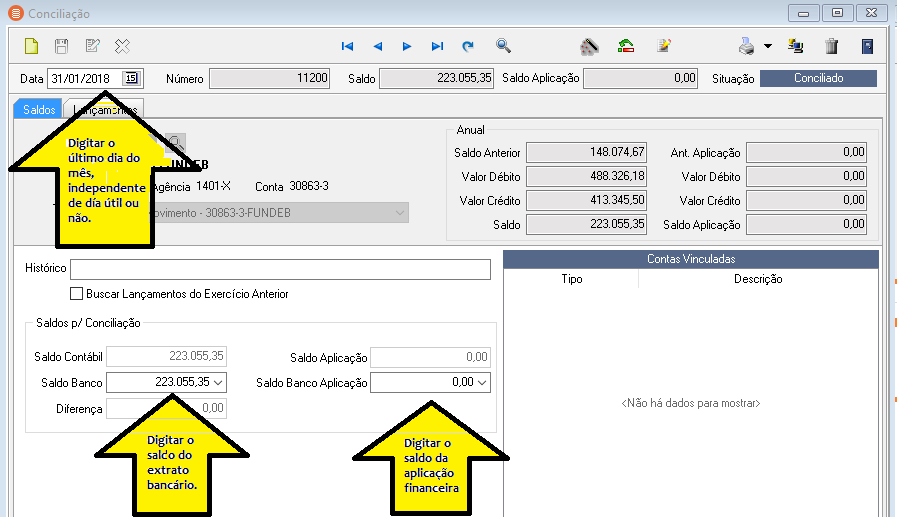 Conciliação
Data 31/01/2018 15 Número 11200 Saldo 223.055,35 Saldo Aplicação 0,00 Situação Conciliado
Saldos Lançamentos
Digitar o
último dia do
mês,
independente
de día útil ou
não.
Agência 1401-X Conta 30863-3
30863-3-FUNDEB
Anual
Saldo Anterior 148.074,67 Ant. Aplicação 0,00
Valor Débito 488.326,18 Valor Débito 0,00
Valor Crédito 413.345,50 Valor Crédito 0,00
Saldo 223.055,35 Saldo Aplicação 0,00
Histórico
Buscar Lançamentos do Exercício Anterior
Saldos p/ Conciliação
Saldo Contábil 223.055,35 Saldo Aplicação 0,00
Saldo Banco 223.055,35 Saldo Banco Aplicação 0,00
Diferença 0,00
Digitar o
saldo do
extrato
bancário.
Digitar o
saldo da
aplicação
financeira
Contas Vinculadas
Tipo Descrição
<Não há dados para mostrar>